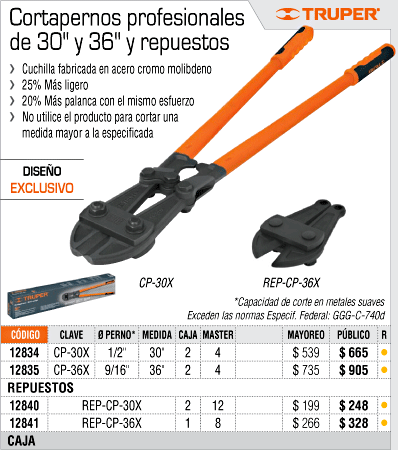 Cortapernos profesionales
de 30" y 36" y repuestos
TRUPER®
Cuchilla fabricada en acero cromo molibdeno
25% Más ligero
20% Más palanca con el mismo esfuerzo
No utilice el producto para cortar una
medida mayor a la especificada
DISEÑO
EXCLUSIVO
TRUPER
CP-30X
REP-CP-36X
*Capacidad de corte en metales suaves
Exceden las normas Especif. Federal: GGG-C-740d
CÓDIGO CLAVE Ø PERNO* MEDIDA CAJA MASTER MAYOREO PÚBLICO R
12834 CP-30X 1/2" 30" 2 4 $ 539 $ 665
12835 CP-36X 9/16" 36" 2 4 $ 735 $ 905
REPUESTOS
12840 REP-CP-30X 2 12 $ 199 $ 248
12841 REP-CP-36X 1 8 $ 266 $ 328
CAJA